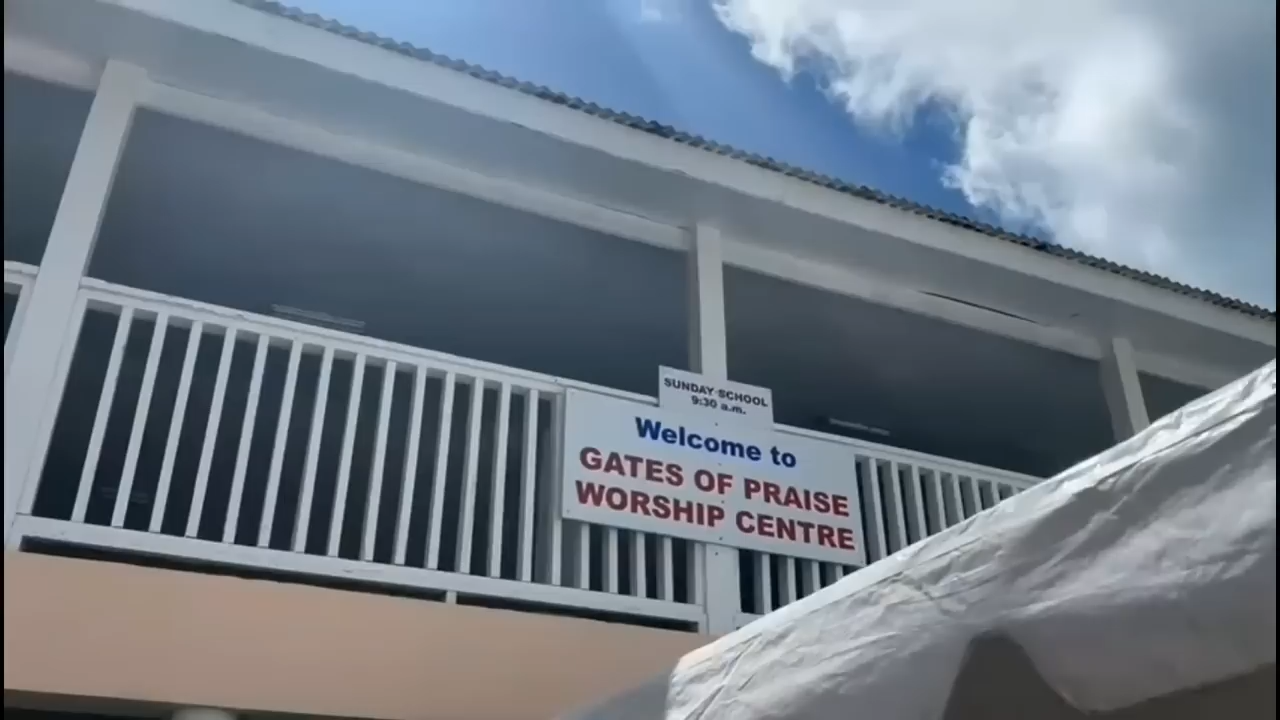 SUNDAY-SCHOOL
9:30 a.m.
Welcome to
GATES OF PRAISE
WORSHIP CENTRE